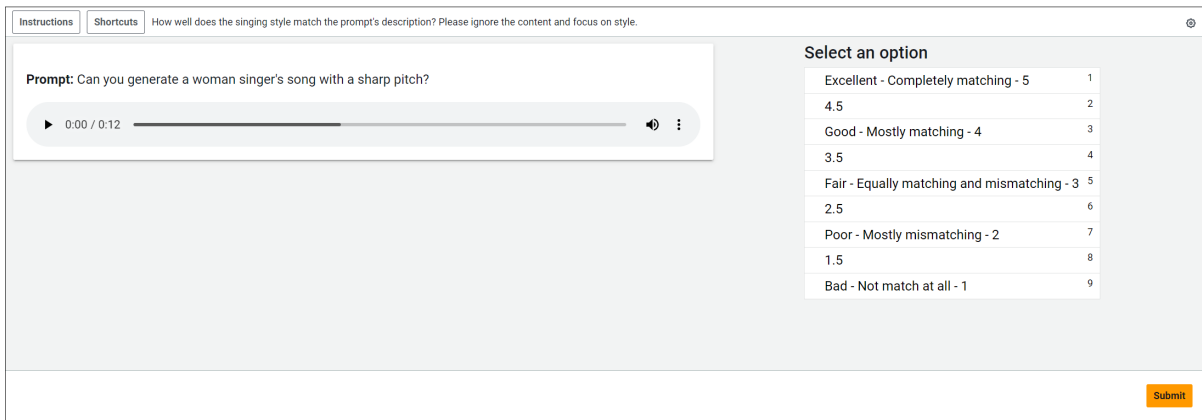 Instructions Shortcuts How well does the singing style match the prompt's description? Please ignore the content and focus on style.
Prompt: Can you generate a woman singer's song with a sharp pitch?
0:00 / 0:12
Select an option
Excellent - Completely matching - 5 1
4.5 2
Good - Mostly matching - 4 3
3.5 4
Fair - Equally matching and mismatching - 3 5
2.5 6
Poor - Mostly mismatching - 2 7
1.5 8
Bad - Not match at all - 1 9
Submit